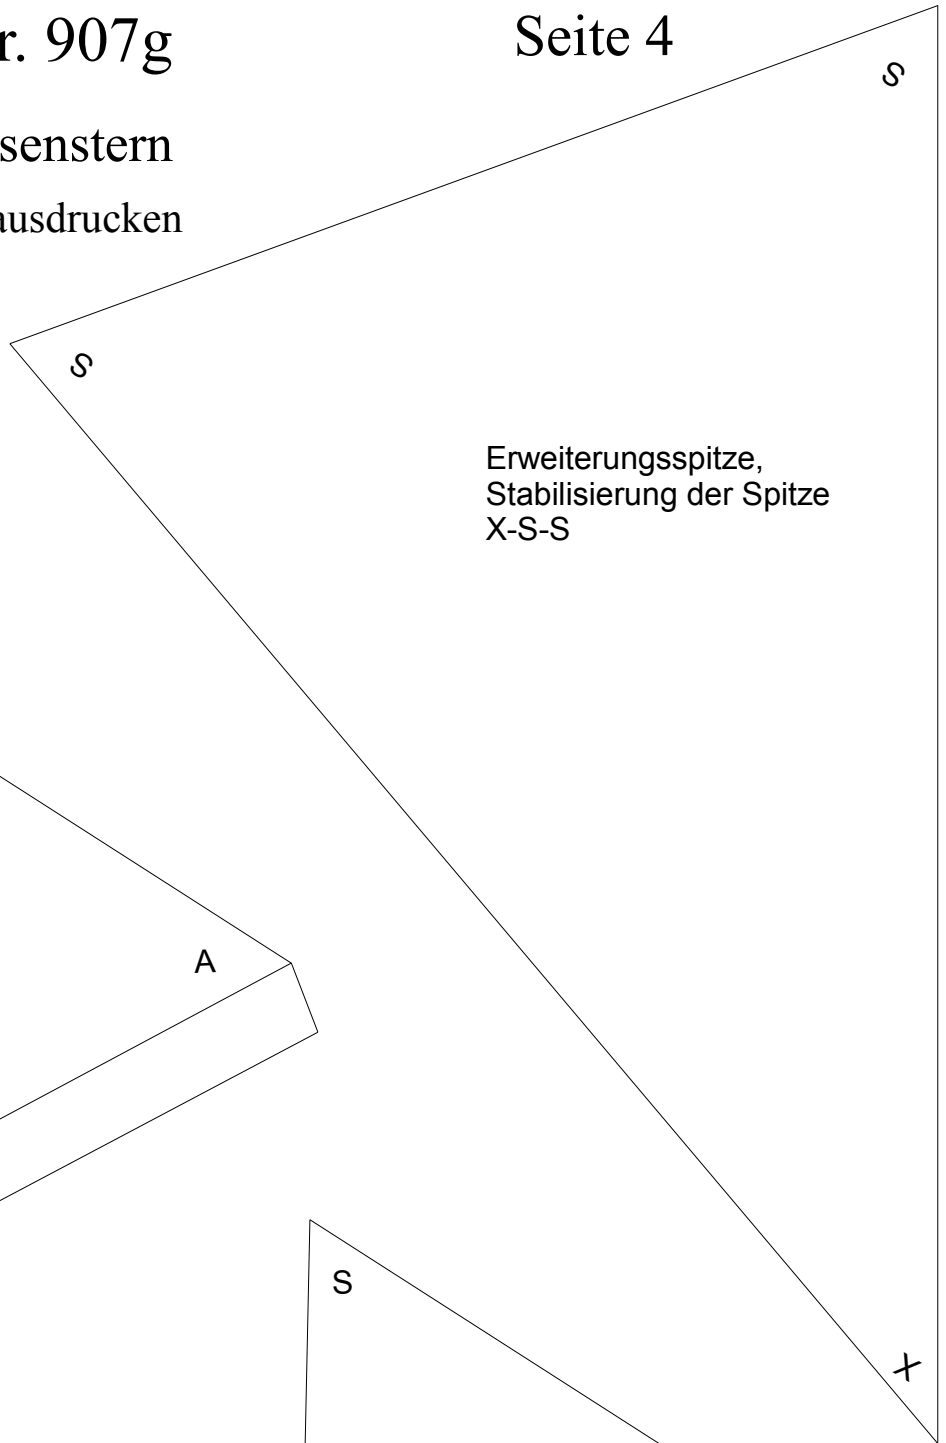 r. 907g
Seite 4
senstern
ausdrucken
S
S
Erweiterungsspitze,
Stabilisierung der Spitze
X-S-S
A
S
X